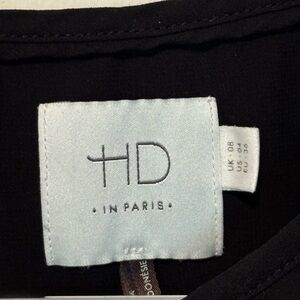 HD
• IN PARIS •
UK : 08
US : 04
EU : 36